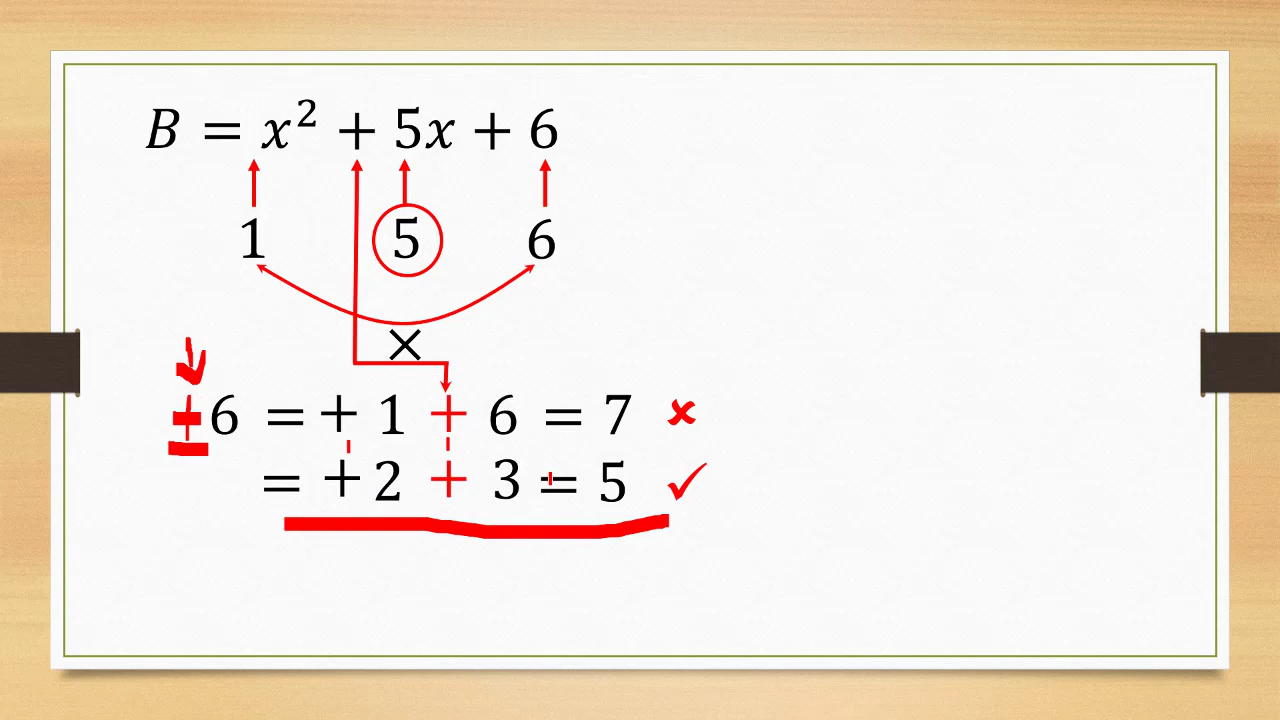 B = x² + 5x + 6
1 5 6
×
+6 = + 1 + 6 = 7 ✘
= + 2 + 3 = 5 ✓